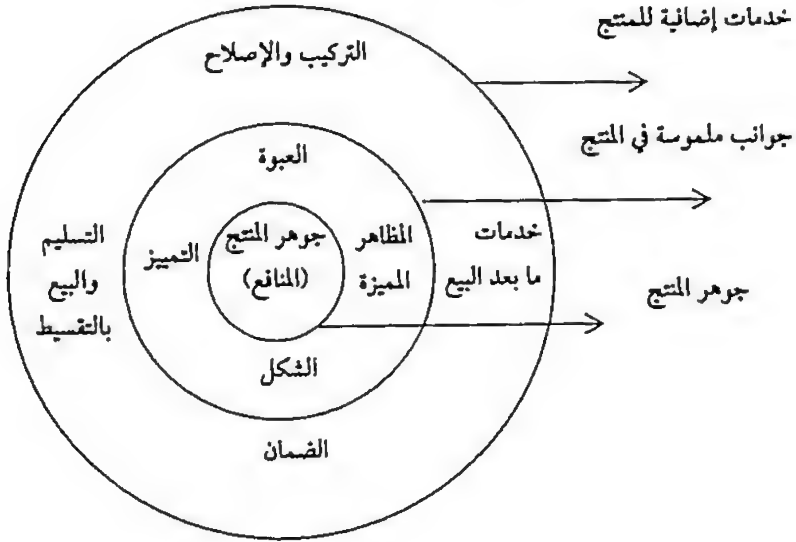 خدمات إضافية للمنتج
التركيب والإصلاح
جوانب ملموسة في المنتج
العبوة
جوهر المنتج
(المنافع)
المظاهر
المميزة
التمييز
الشكل
خدمات
ما بعد البيع
التسليم
والبيع
بالتقسيط
جوهر المنتج
الضمان